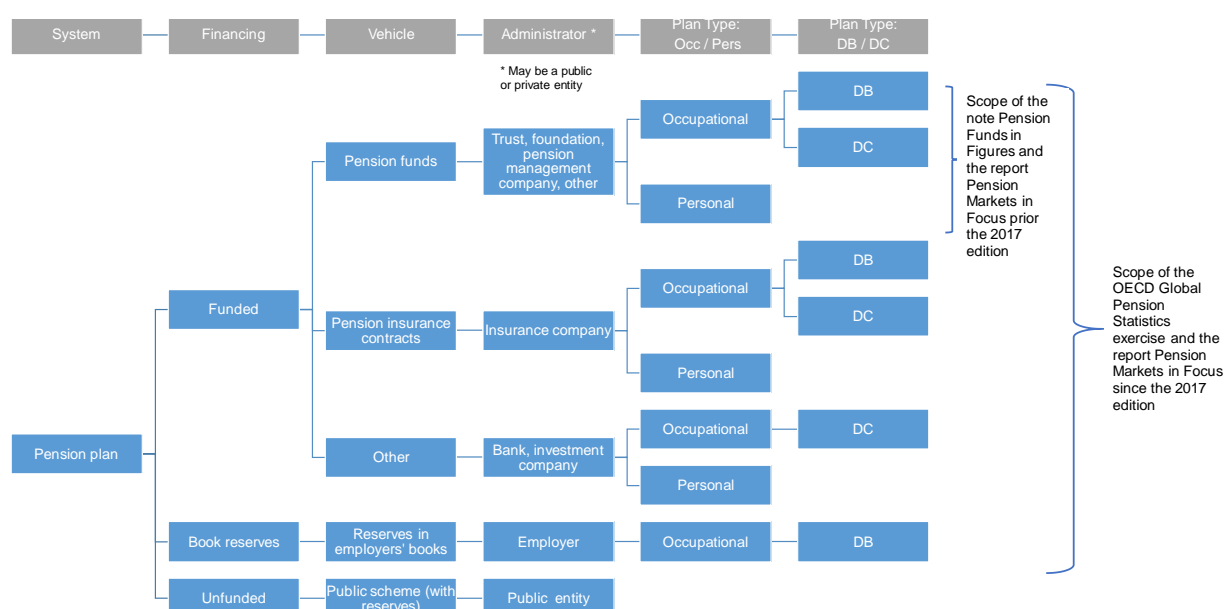 System
Financing
Vehicle
Administrator *
Plan Type:
Occ / Pers
Plan Type:
DB / DC
* May be a public
or private entity
DB
Occupational
DC
Pension funds
Trust, foundation,
pension
management
company, other
Personal
Scope of the
note Pension
Funds in
Figures and
the report
Pension
Markets in
Focus prior
the 2017
edition
DB
Occupational
DC
Funded
Pension insurance
contracts
Insurance company
Personal
Scope of the
OECD Global
Pension
Statistics
exercise and the
report Pension
Markets in Focus
since the 2017
edition
Occupational
DC
Pension plan
Other
Bank, investment
company
Personal
Book reserves
Reserves in
employers' books
Employer
Occupational
DB
Unfunded
Public scheme (with
reserves)
Public entity